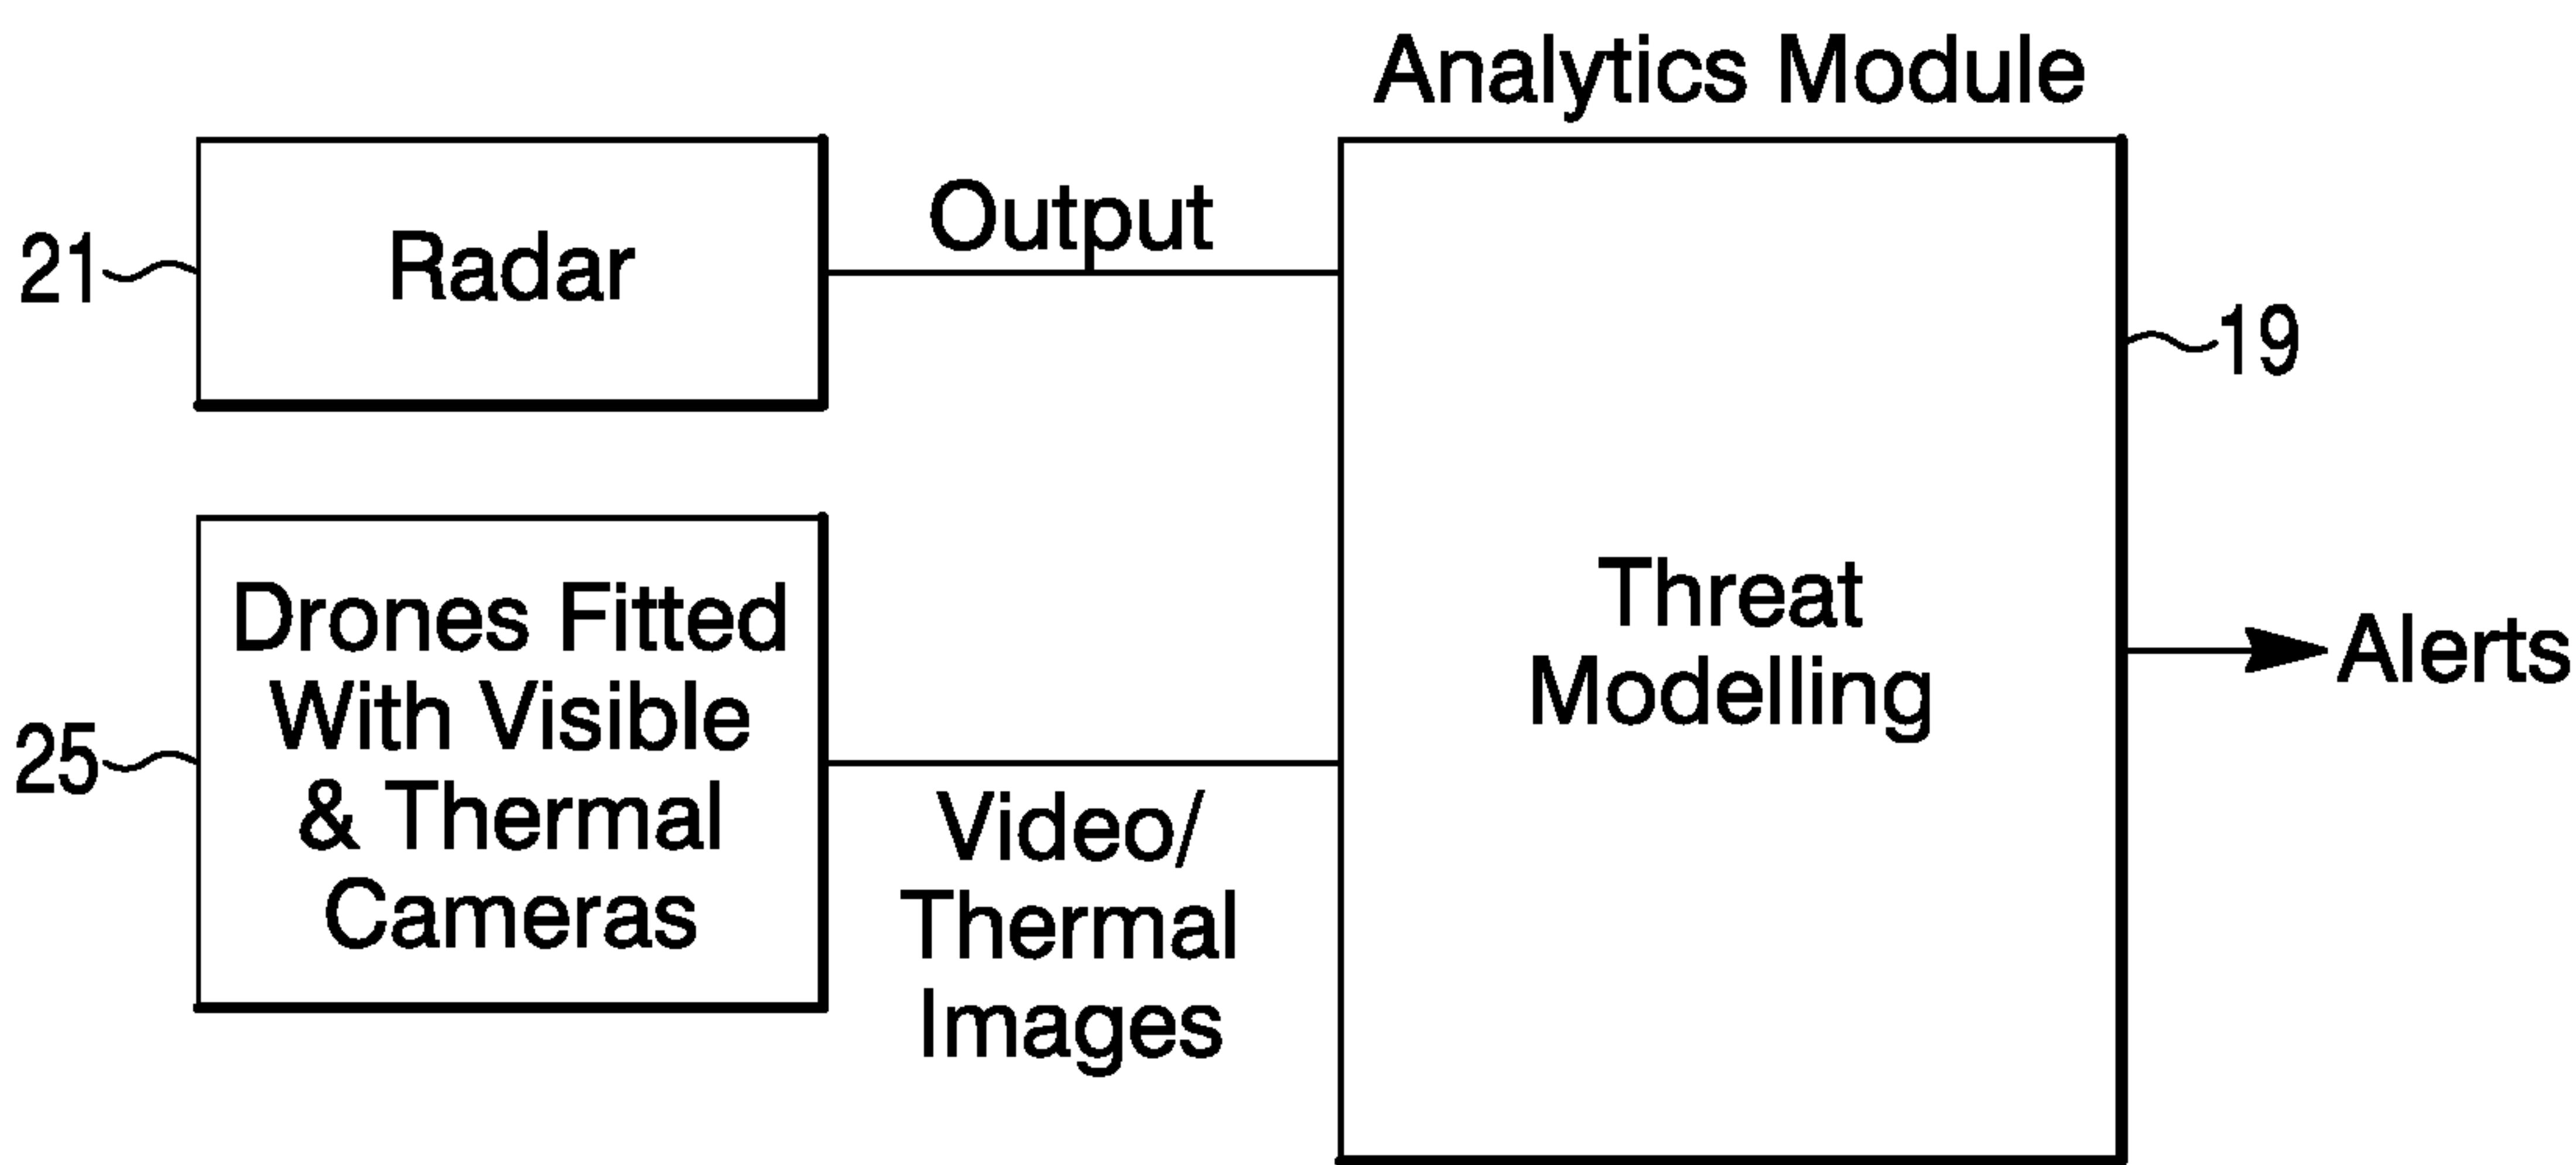 Analytics Module
21
Radar
Output
19
25
Drones Fitted
With Visible
& Thermal
Cameras
Video/
Thermal
Images
Threat
Modelling
Alerts